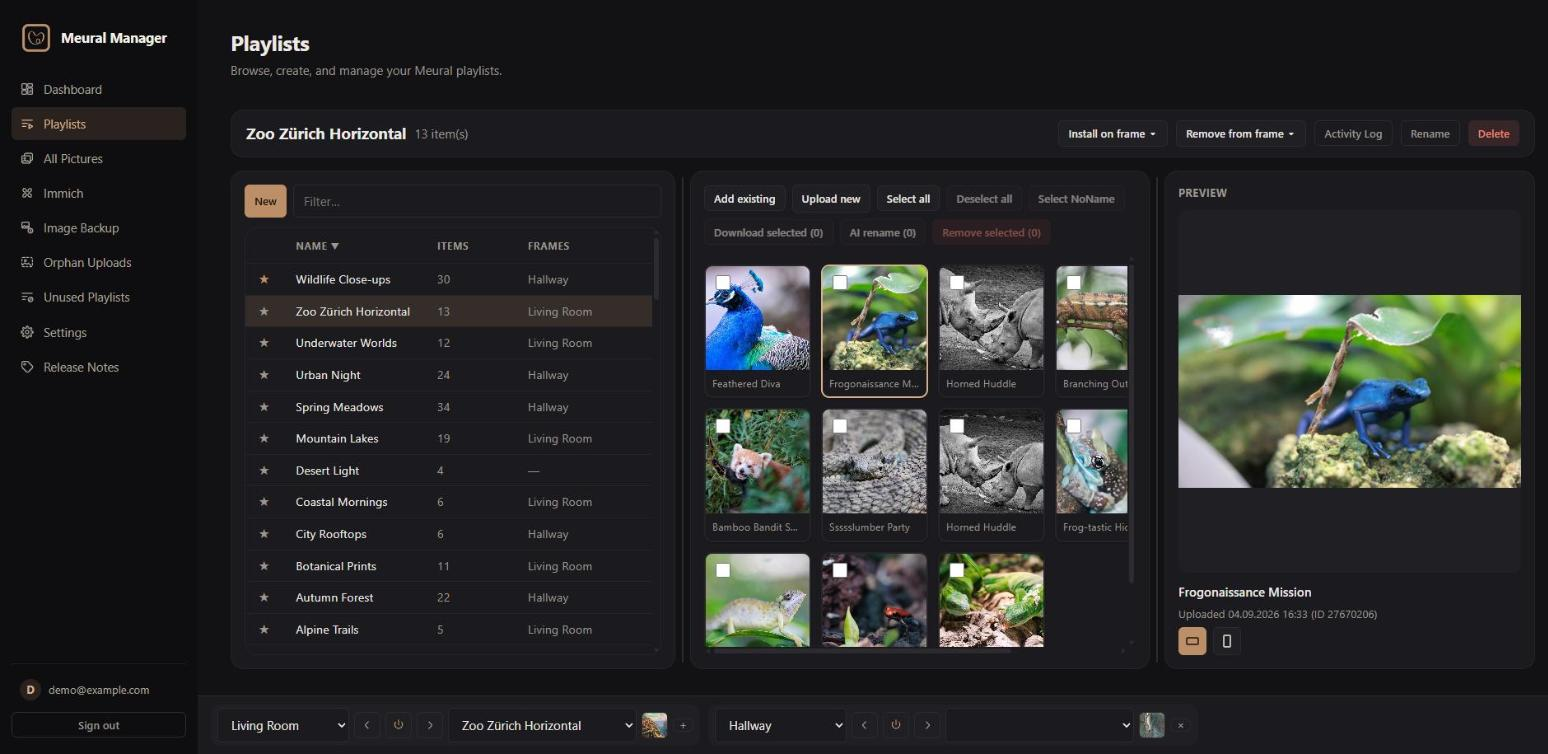 Meural Manager
Dashboard
Playlists
All Pictures
Immich
Image Backup
Orphan Uploads
Unused Playlists
Settings
Release Notes
D demo@example.com
Sign out
Playlists
Browse, create, and manage your Meural playlists.
Zoo Zürich Horizontal 13 item(s)
Install on frame Remove from frame Activity Log Rename Delete
New Filter...
NAME ▼ ITEMS FRAMES
★ Wildlife Close-ups 30 Hallway
★ Zoo Zürich Horizontal 13 Living Room
★ Underwater Worlds 12 Living Room
★ Urban Night 24 Hallway
★ Spring Meadows 34 Hallway
★ Mountain Lakes 19 Living Room
★ Desert Light 4 —
★ Coastal Mornings 6 Living Room
★ City Rooftops 6 Hallway
★ Botanical Prints 11 Living Room
★ Autumn Forest 22 Hallway
★ Alpine Trails 5 Living Room
Add existing Upload new Select all Deselect all Select NoName
Download selected (0) AI rename (0) Remove selected (0)
Feathered Diva Frogonaissance M... Horned Huddle Branching Out
Bamboo Bandit S... Ssssslumber Party Horned Huddle Frog-tastic Hic
PREVIEW
Frogonaissance Mission
Uploaded 04.09.2026 16:33 (ID 27670206)
Living Room Zoo Zürich Horizontal + Hallway ×